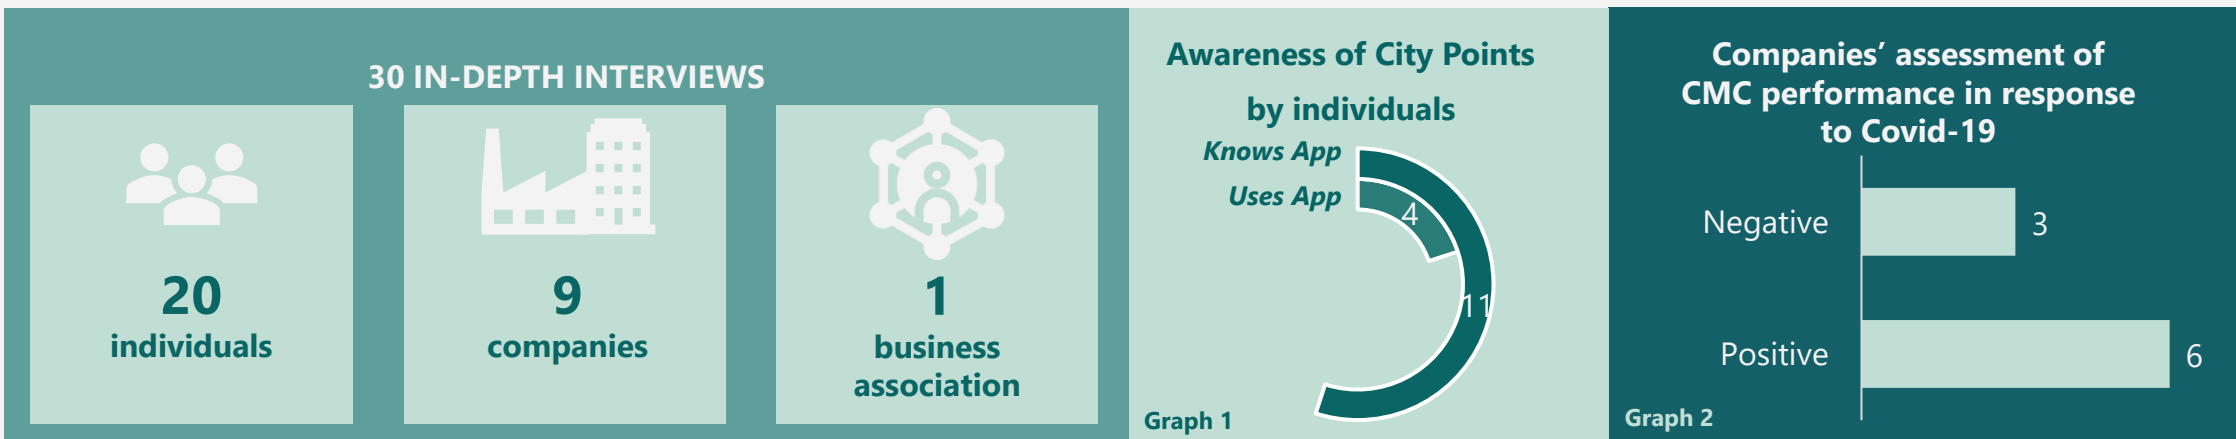 30 IN-DEPTH INTERVIEWS
20
individuals
9
companies
1
business
association
Awareness of City Points
by individuals
Knows App
Uses App
4
11
Graph 1
Companies’ assessment of
CMC performance in response
to Covid-19
Negative
3
Positive
6
Graph 2